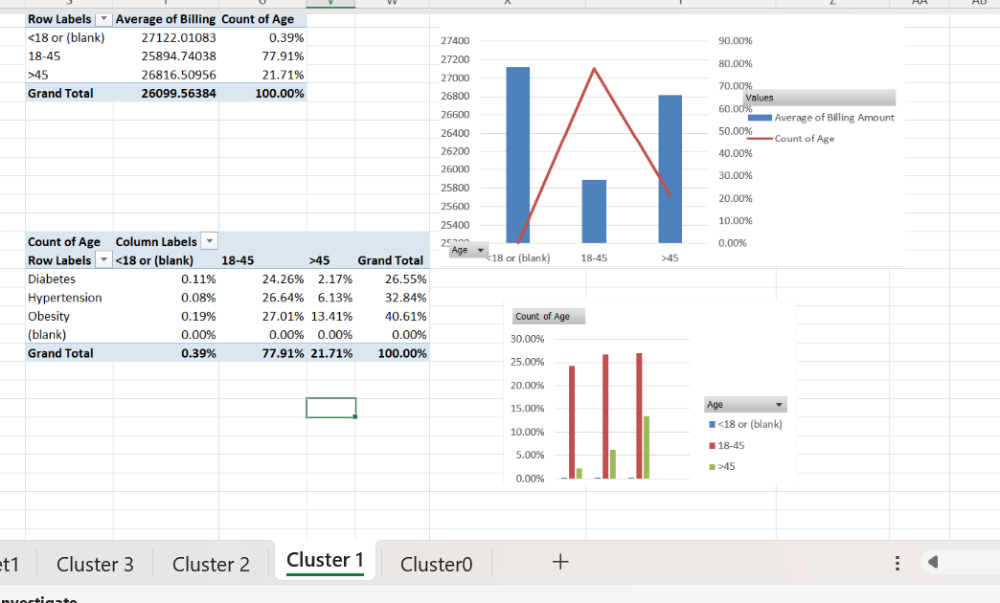 Row Labels Average of Billing Count of Age
<18 or (blank) 27122.01083 0.39%
18-45 25894.74038 77.91%
>45 26816.50956 21.71%
Grand Total 26099.56384 100.00%
27400
27200
27000
26800
26600
26400
26200
26000
25800
25600
25400
90.00%
80.00%
70.00%
60.00%
50.00%
40.00%
30.00%
20.00%
10.00%
0.00%
Values
Average of Billing Amount
Count of Age
Age
<18 or (blank) 18-45 >45
Count of Age Column Labels
Row Labels <18 or (blank) 18-45 >45 Grand Total
Diabetes 0.11% 24.26% 2.17% 26.55%
Hypertension 0.08% 26.64% 6.13% 32.84%
Obesity 0.19% 27.01% 13.41% 40.61%
(blank) 0.00% 0.00% 0.00% 0.00%
Grand Total 0.39% 77.91% 21.71% 100.00%
Count of Age
30.00%
25.00%
20.00%
15.00%
10.00%
5.00%
0.00%
Age
<18 or (blank)
18-45
>45
et1 Cluster 3 Cluster 2 Cluster 1 Cluster0 +